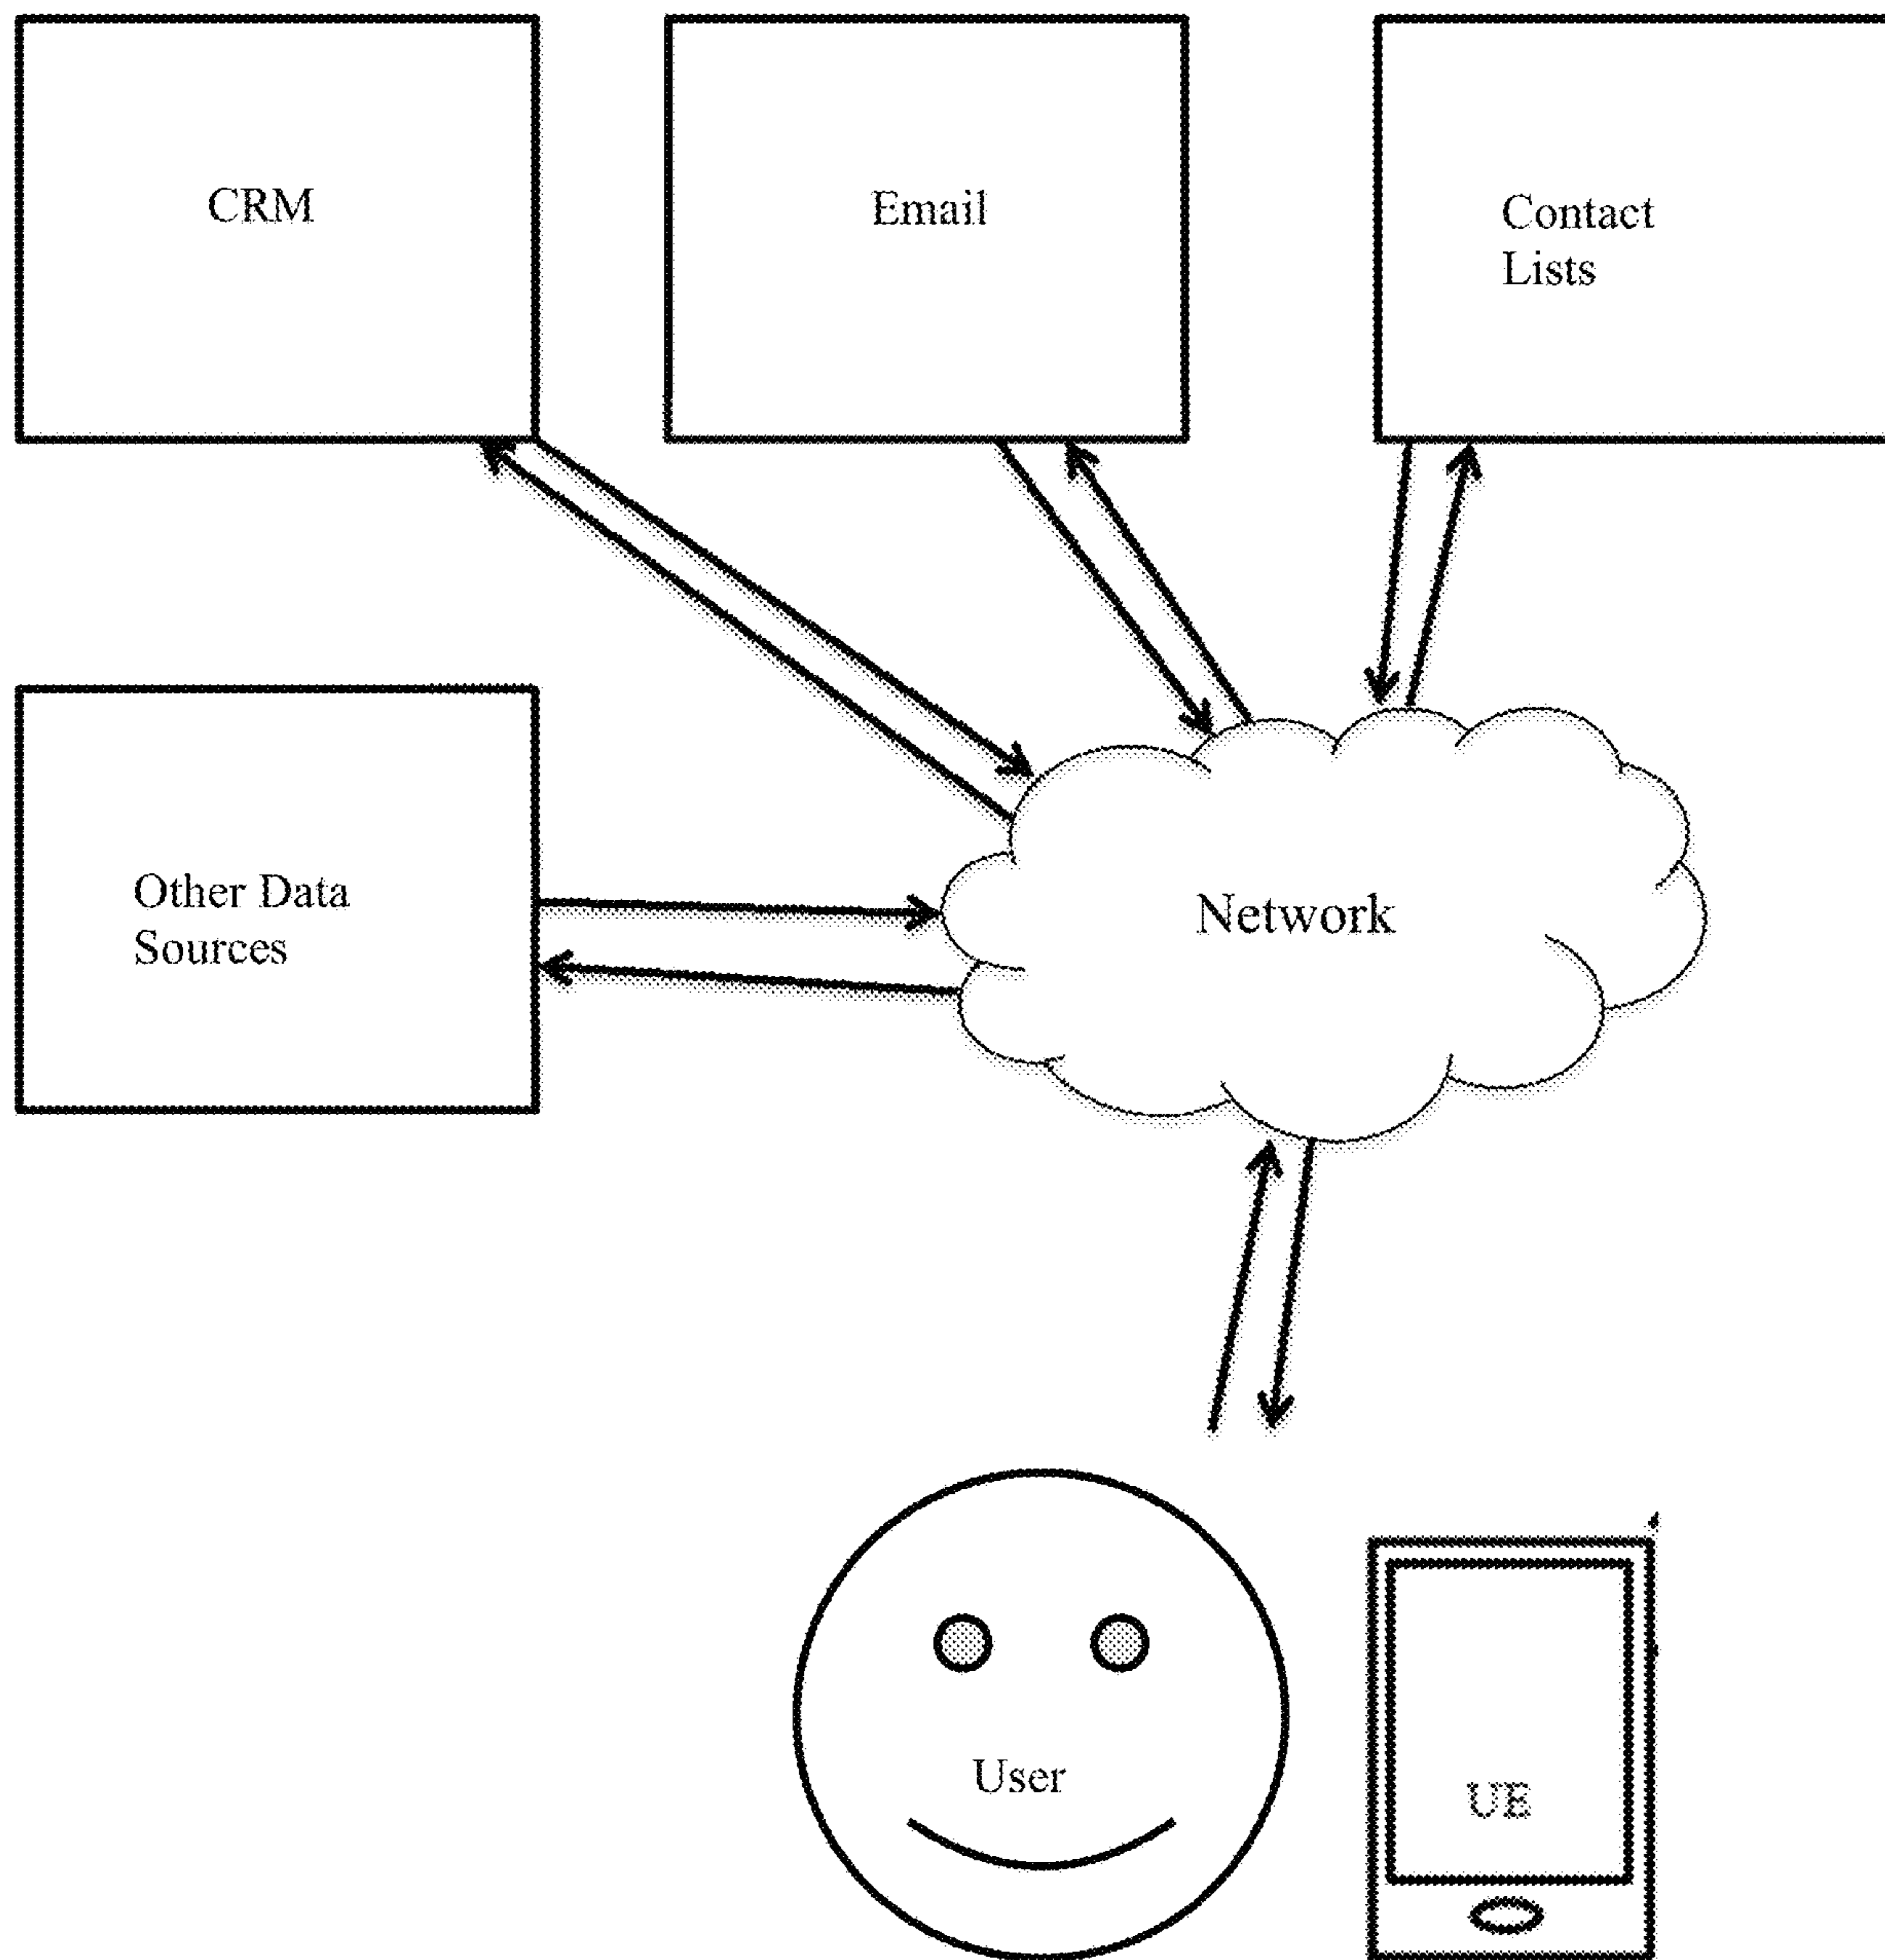 CRM
Email
Contact
Lists
Other Data
Sources
Network
User
UE